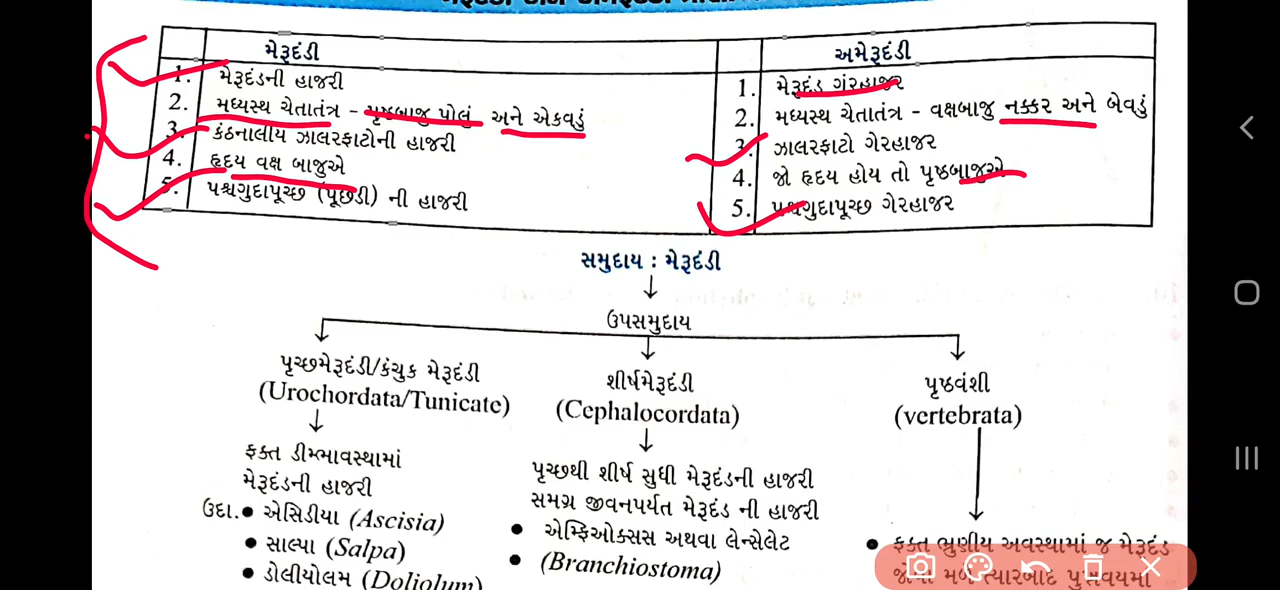 મેરૂદંડી
અમેરૂદંડી
1. મેરૂદંડની હાજરી
2. મધ્યસ્થ ચેતાતંત્ર - પૃષ્ઠબાજુ પોલું અને એકવડું
3. કંઠનાલીય ઝાલરફાટોની હાજરી
4. હૃદય વક્ષ બાજુએ
5. પશ્ચગુદાપૂચ્છ (પૂછડી) ની હાજરી
1. મેરૂદંડ ગેરહાજર
2. મધ્યસ્થ ચેતાતંત્ર - વક્ષબાજુ નક્કર અને બેવડું
3. ઝાલરફાટો ગેરહાજર
4. જો હૃદય હોય તો પૃષ્ઠબાજુએ
5. પશ્ચગુદાપૂચ્છ ગેરહાજર
સમુદાય : મેરૂદંડી
ઉપસમુદાય
પૃચ્છમેરૂદંડી/કંચુક મેરૂદંડી
(Urochordata/Tunicate)
ફક્ત ડીમ્ભાવસ્થામાં
મેરૂદંડની હાજરી
ઉદા.• એસિડીયા (Ascisia)
• સાલ્પા (Salpa)
• ડોલીયોલમ (Doliolum)
શીર્ષમેરૂદંડી
(Cephalocordata)
પૃચ્છથી શીર્ષ સુધી મેરૂદંડની હાજરી
સમગ્ર જીવનપર્યંત મેરૂદંડ ની હાજરી
• એમ્ફિઓક્સસ અથવા લેન્સેલેટ
• (Branchiostoma)
પૃષ્ઠવંશી
(vertebrata)
• ફક્ત ભ્રુણીય અવસ્થામાં જ મેરૂદંડ
જોવા મળે ત્યારબાદ પુખ્તવયમાં